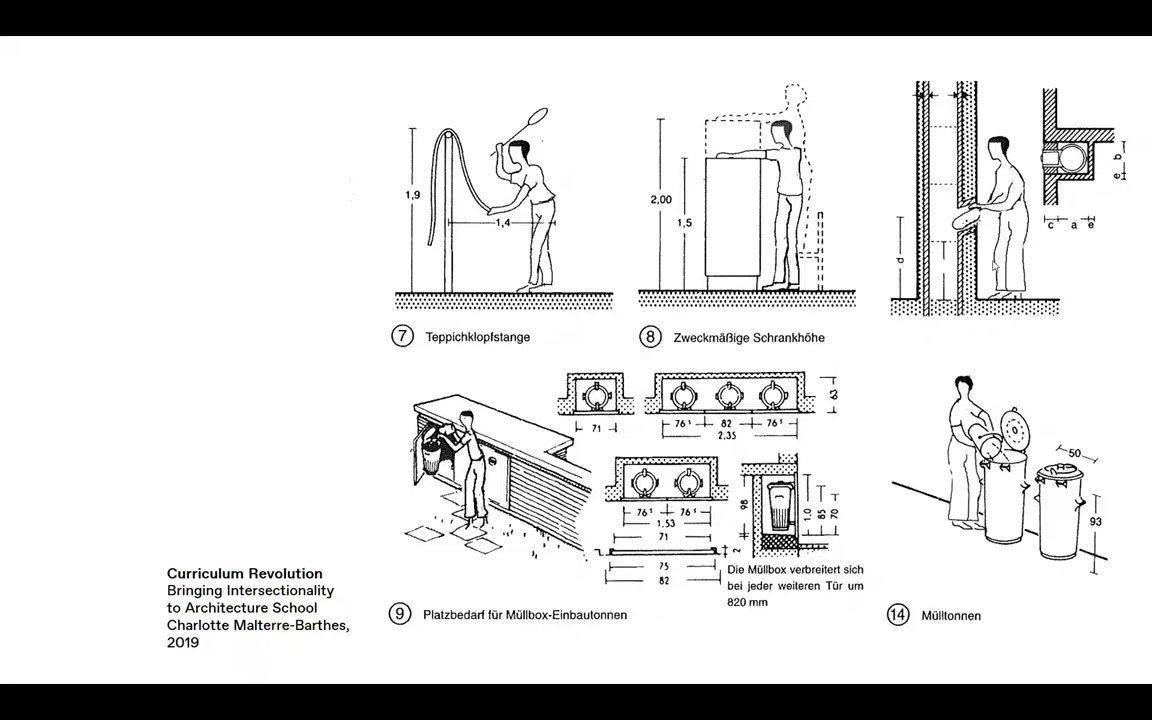 1,9
1,4
7 Teppichklopfstange
2,00
1,5
8 Zweckmäßige Schrankhöhe
d
b
e
c a e
71
76⁵ 82 76⁵
2.35
63
76⁵ 76⁵
1.53
71
75
82
2
98
1,0
85
70
Die Müllbox verbreitert sich
bei jeder weiteren Tür um
820 mm
9 Platzbedarf für Müllbox-Einbautonnen
50
93
14 Mülltonnen
Curriculum Revolution
Bringing Intersectionality
to Architecture School
Charlotte Malterre-Barthes,
2019